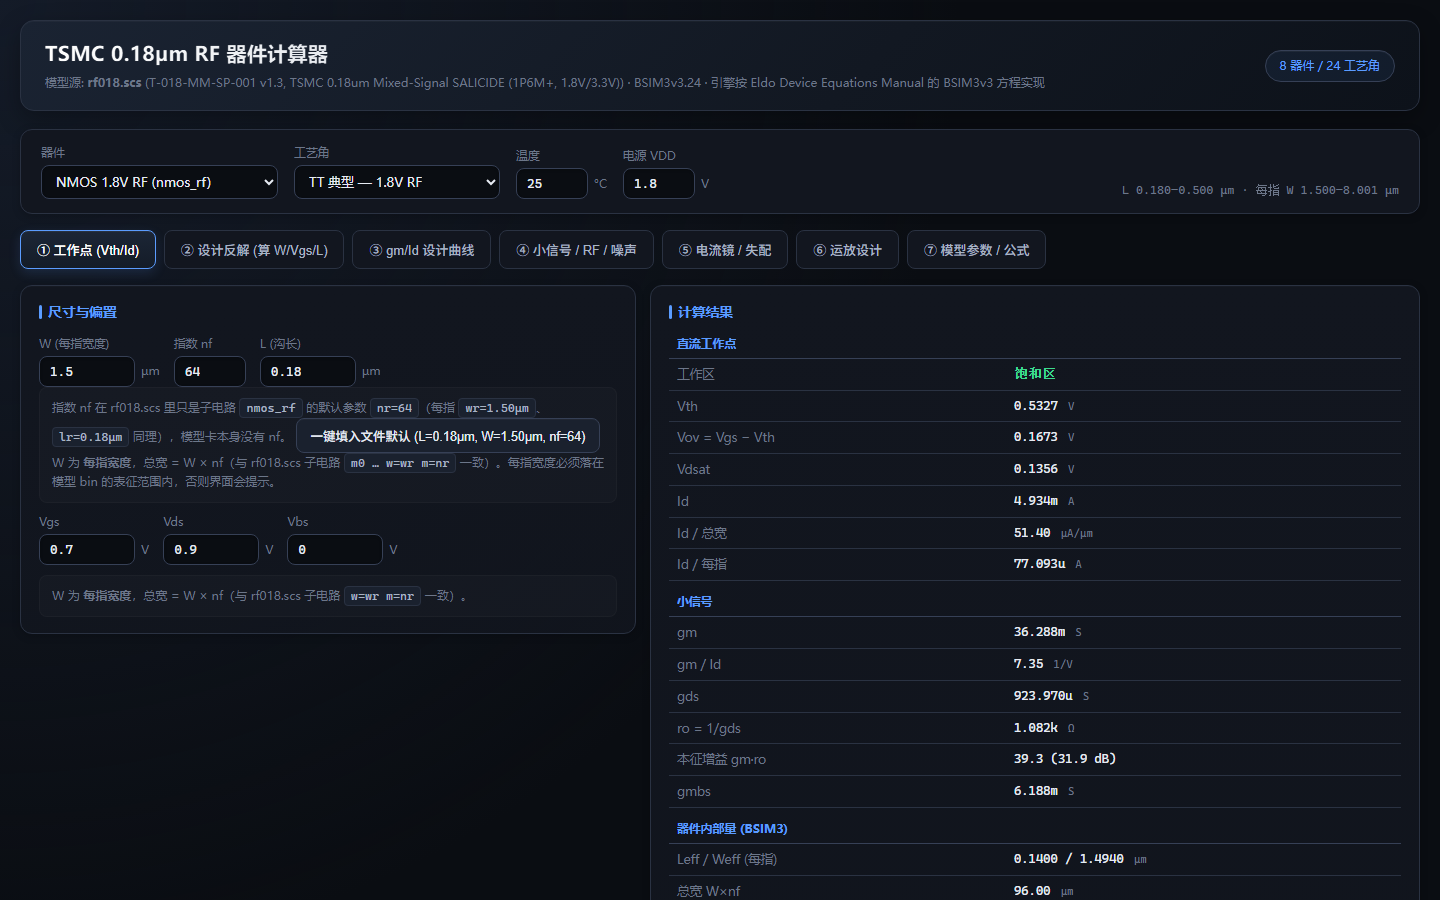 TSMC 0.18μm RF 器件计算器
模型源: rf018.scs (T-018-MM-SP-001 v1.3, TSMC 0.18um Mixed-Signal SALICIDE (1P6M+, 1.8V/3.3V)) · BSIM3v3.24 · 引擎按 Eldo Device Equations Manual 的 BSIM3v3 方程实现
8 器件 / 24 工艺角
器件
工艺角
温度
电源 VDD
NMOS 1.8V RF (nmos_rf)
TT 典型 — 1.8V RF
25 °C
1.8 V
L 0.180–0.500 μm · 每指 W 1.500–8.001 μm
① 工作点 (Vth/Id)
② 设计反解 (算 W/Vgs/L)
③ gm/Id 设计曲线
④ 小信号 / RF / 噪声
⑤ 电流镜 / 失配
⑥ 运放设计
⑦ 模型参数 / 公式
尺寸与偏置
W (每指宽度)
指数 nf
L (沟长)
1.5 μm
64
0.18 μm
指数 nf 在 rf018.scs 里只是子电路 nmos_rf 的默认参数 nr=64（每指 wr=1.50μm、
lr=0.18μm 同理），模型卡本身没有 nf。 一键填入文件默认 (L=0.18μm, W=1.50μm, nf=64)
W 为 每指宽度，总宽 = W × nf（与 rf018.scs 子电路 m0 … w=wr m=nr 一致）。每指宽度必须落在
模型 bin 的表征范围内，否则界面会提示。
Vgs
Vds
Vbs
0.7 V
0.9 V
0 V
W 为 每指宽度，总宽 = W × nf（与 rf018.scs 子电路 w=wr m=nr 一致）。
计算结果
直流工作点
工作区 饱和区
Vth 0.5327 V
Vov = Vgs − Vth 0.1673 V
Vdsat 0.1356 V
Id 4.934m A
Id / 总宽 51.40 μA/μm
Id / 每指 77.093u A
小信号
gm 36.288m S
gm / Id 7.35 1/V
gds 923.970u S
ro = 1/gds 1.082k Ω
本征增益 gm·ro 39.3 (31.9 dB)
gmbs 6.188m S
器件内部量 (BSIM3)
Leff / Weff (每指) 0.1400 / 1.4940 μm
总宽 W×nf 96.00 μm